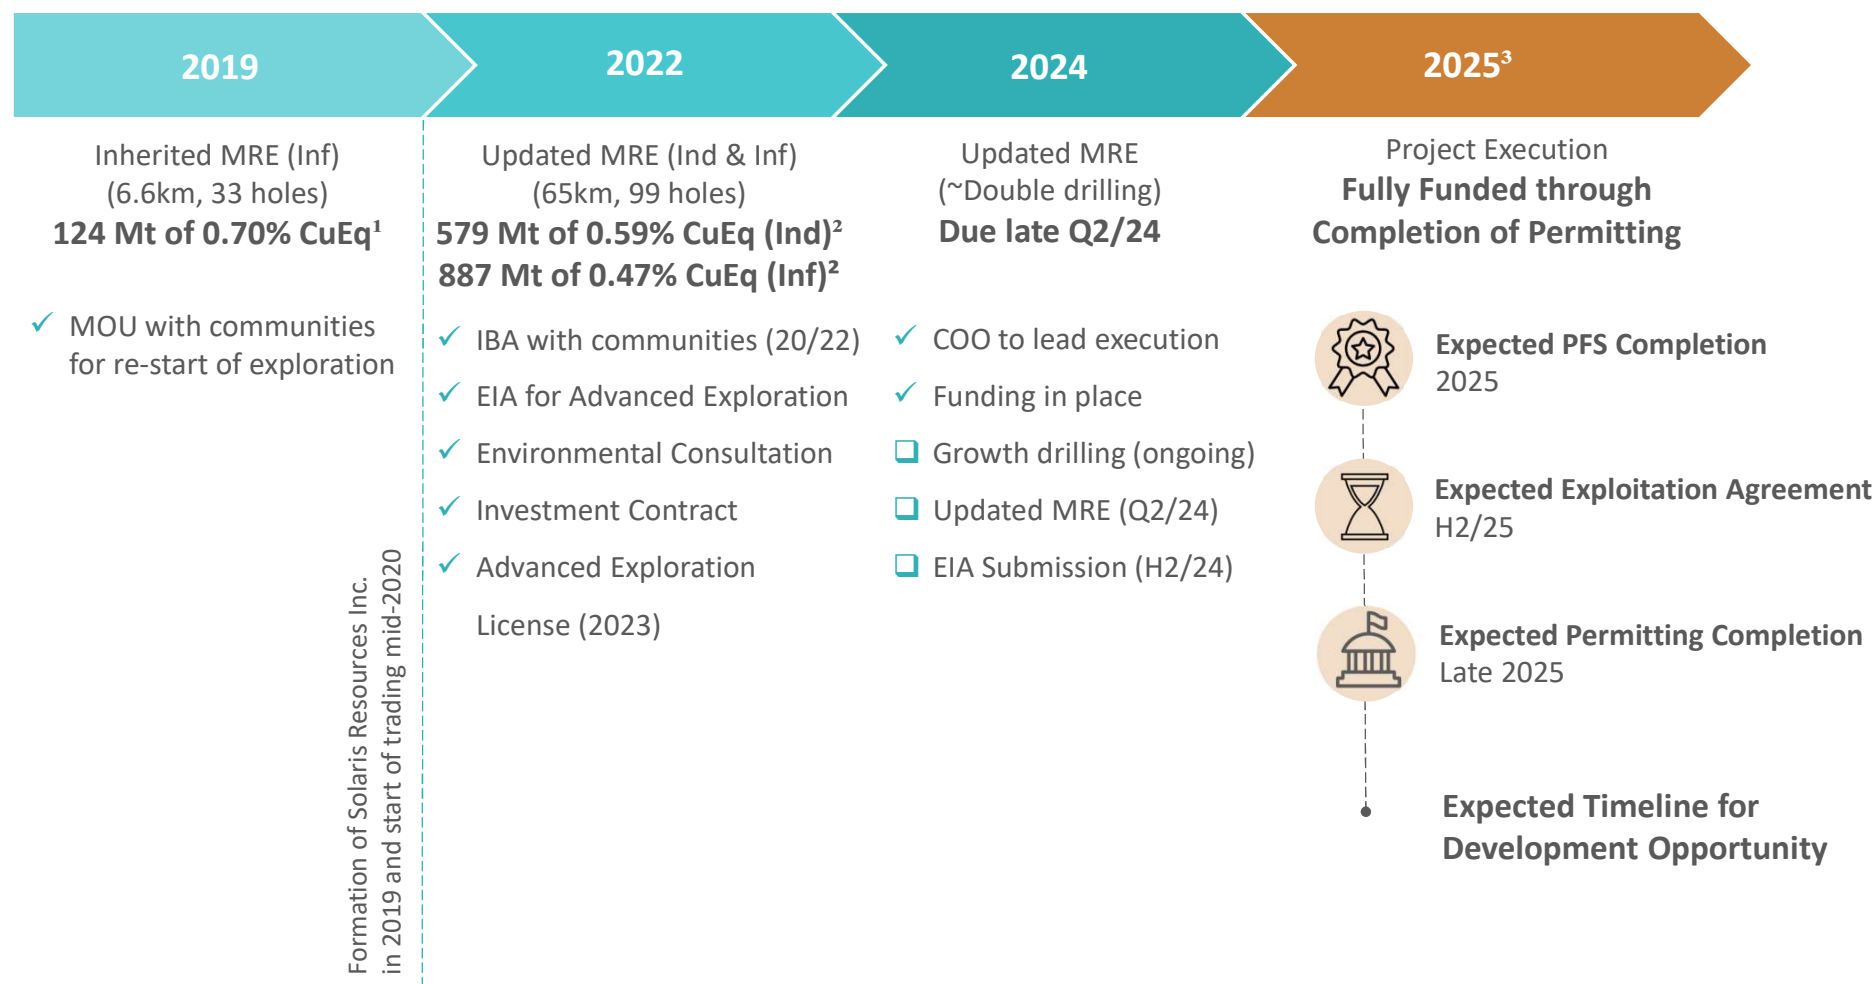 2019
Inherited MRE (Inf)
(6.6km, 33 holes)
124 Mt of 0.70% CuEq¹
✓ MOU with communities
for re-start of exploration
Formation of Solaris Resources Inc.
in 2019 and start of trading mid-2020
2022
Updated MRE (Ind & Inf)
(65km, 99 holes)
579 Mt of 0.59% CuEq (Ind)²
887 Mt of 0.47% CuEq (Inf)²
✓ IBA with communities (20/22)
✓ EIA for Advanced Exploration
✓ Environmental Consultation
✓ Investment Contract
✓ Advanced Exploration
License (2023)
2024
Updated MRE
(~Double drilling)
Due late Q2/24
✓ COO to lead execution
✓ Funding in place
❑ Growth drilling (ongoing)
❑ Updated MRE (Q2/24)
❑ EIA Submission (H2/24)
2025³
Project Execution
Fully Funded through
Completion of Permitting
Expected PFS Completion
2025
Expected Exploitation Agreement
H2/25
Expected Permitting Completion
Late 2025
Expected Timeline for
Development Opportunity